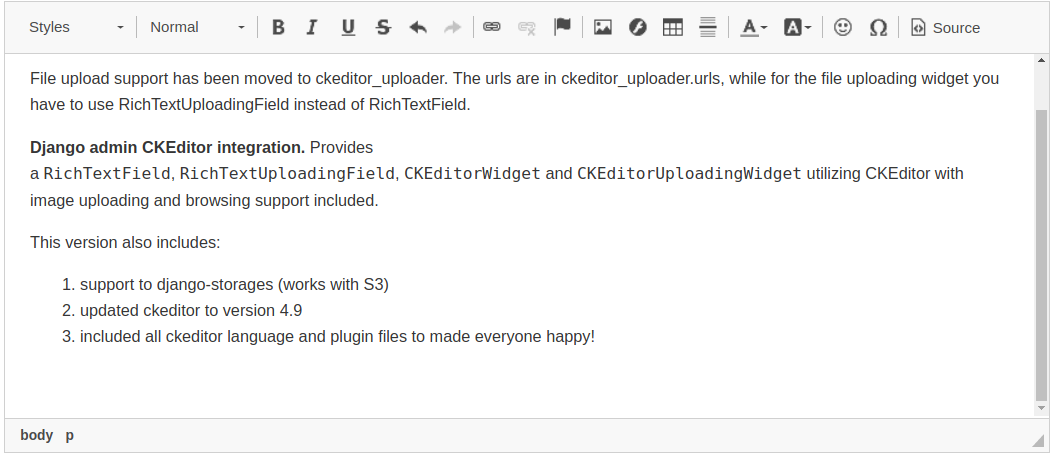 Styles Normal B I U S A A Ω Source
File upload support has been moved to ckeditor_uploader. The urls are in ckeditor_uploader.urls, while for the file uploading widget you
have to use RichTextUploadingField instead of RichTextField.
Django admin CKEditor integration. Provides
a RichTextField, RichTextUploadingField, CKEditorWidget and CKEditorUploadingWidget utilizing CKEditor with
image uploading and browsing support included.
This version also includes:
1. support to django-storages (works with S3)
2. updated ckeditor to version 4.9
3. included all ckeditor language and plugin files to made everyone happy!
body p